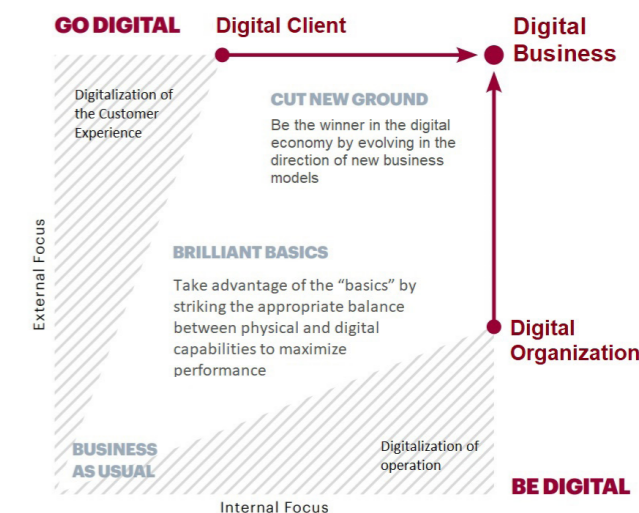 GO DIGITAL
Digital Client
Digital
Business
Digitalization of
the Customer
Experience
CUT NEW GROUND
Be the winner in the digital
economy by evolving in the
direction of new business
models
External Focus
BRILLIANT BASICS
Take advantage of the “basics” by
striking the appropriate balance
between physical and digital
capabilities to maximize
performance
Digital
Organization
BUSINESS
AS USUAL
Digitalization of
operation
BE DIGITAL
Internal Focus